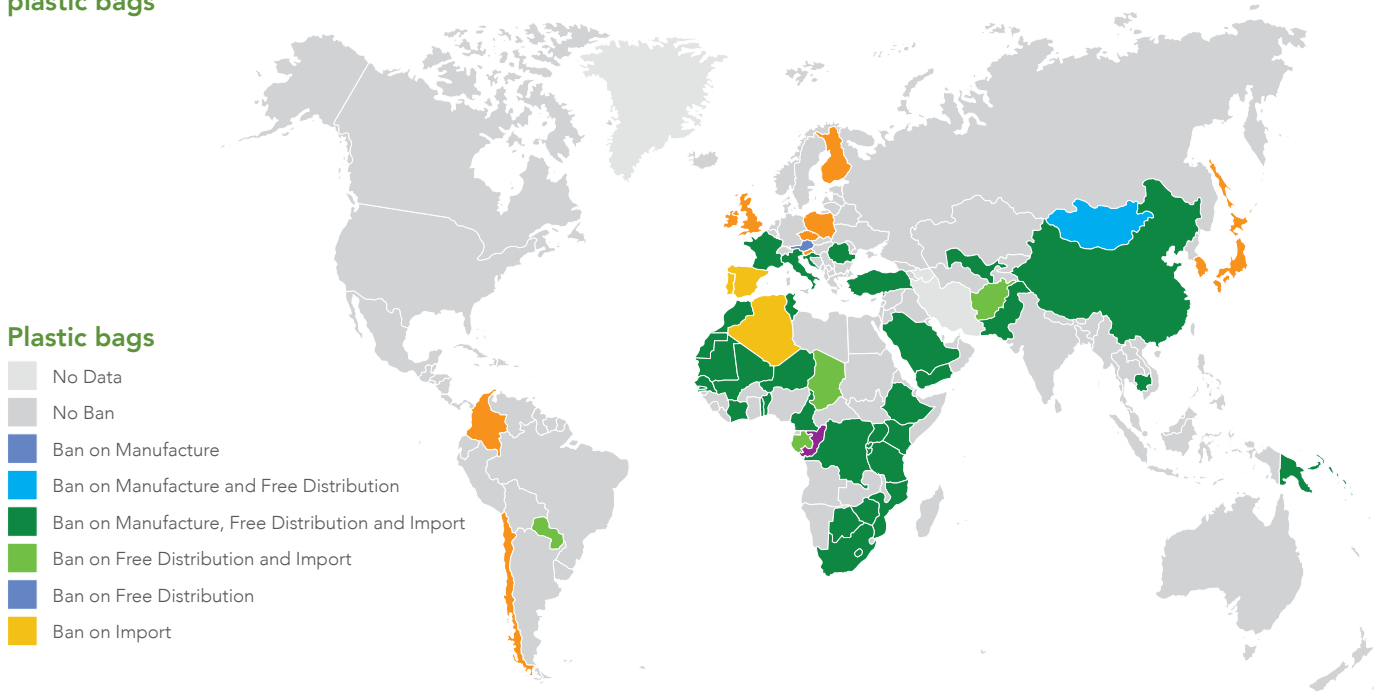 plastic bags
Plastic bags
No Data
No Ban
Ban on Manufacture
Ban on Manufacture and Free Distribution
Ban on Manufacture, Free Distribution and Import
Ban on Free Distribution and Import
Ban on Free Distribution
Ban on Import